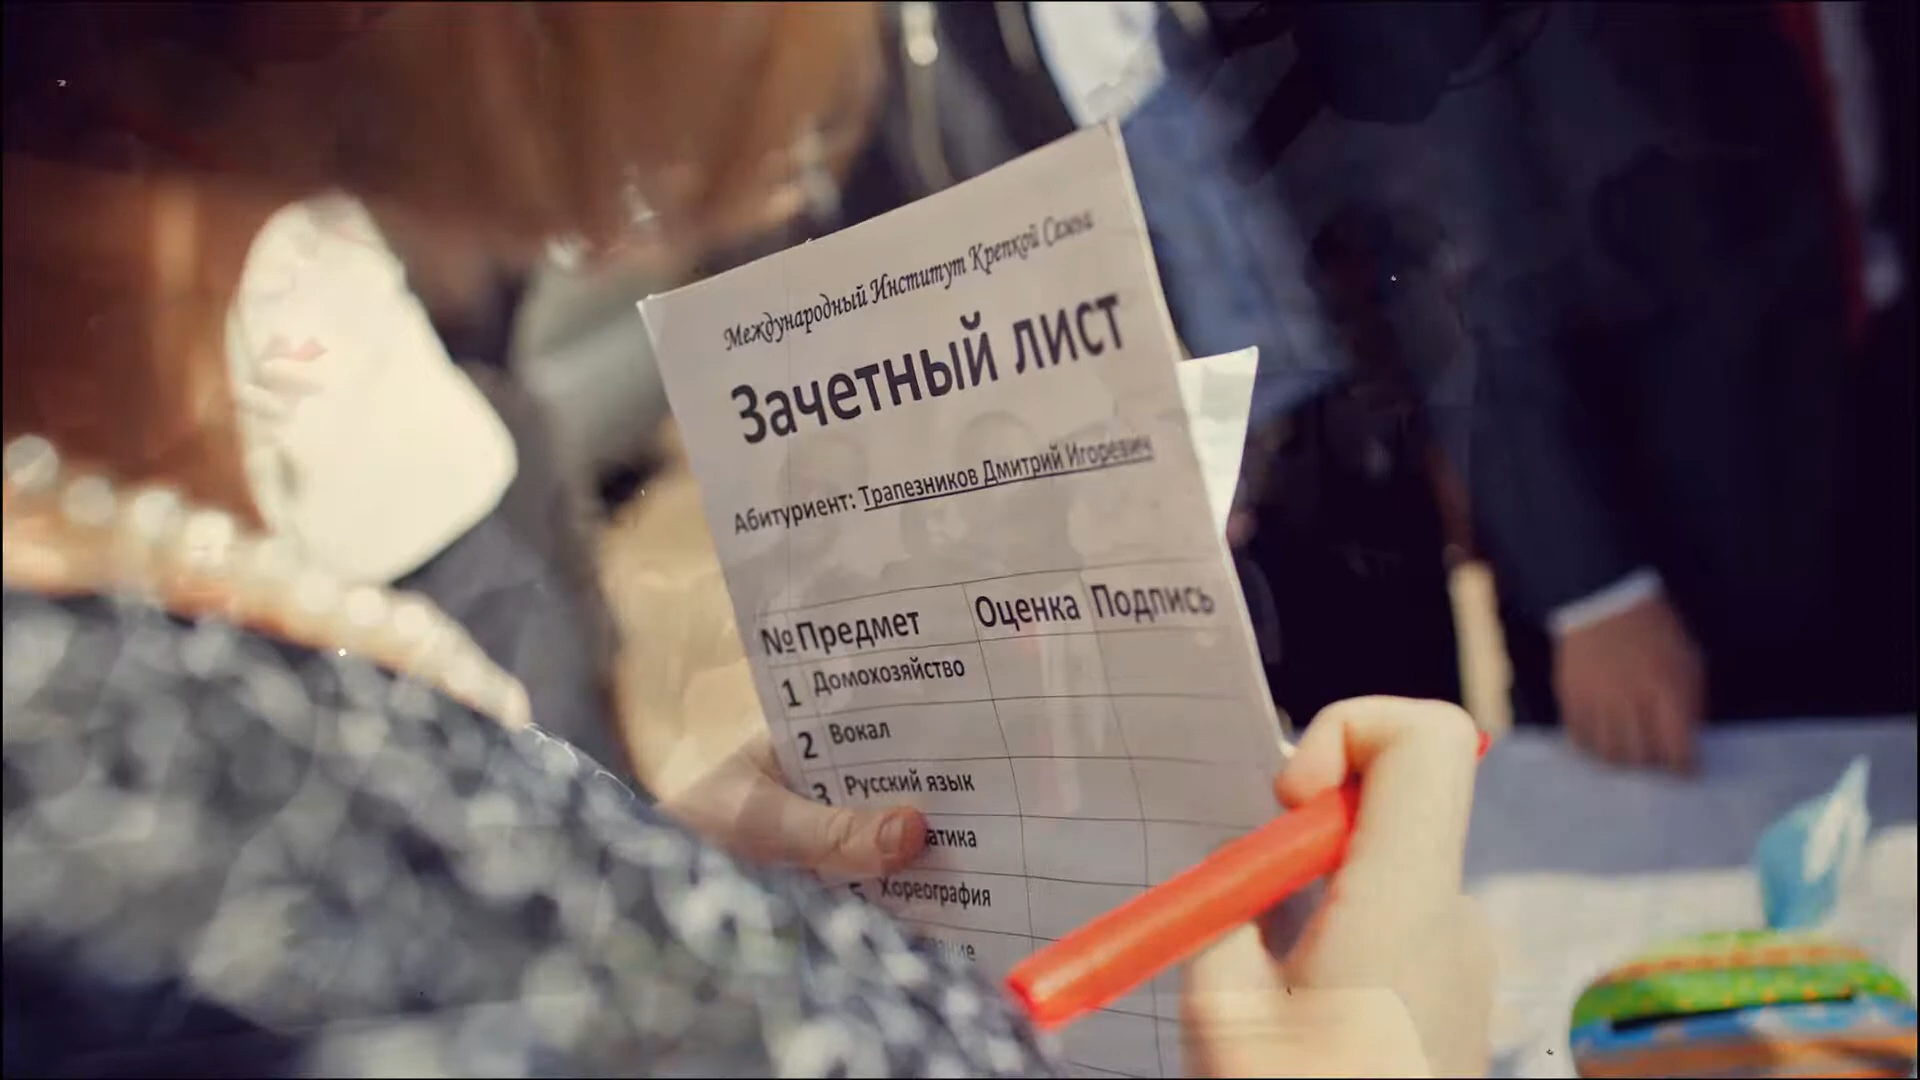 Международный Институт Крепкой Семьи
Зачетный лист
Абитуриент: Трапезников Дмитрий Игоревич
№ Предмет Оценка Подпись
1 Домохозяйство
2 Вокал
3 Русский язык
атика
5 Хореография